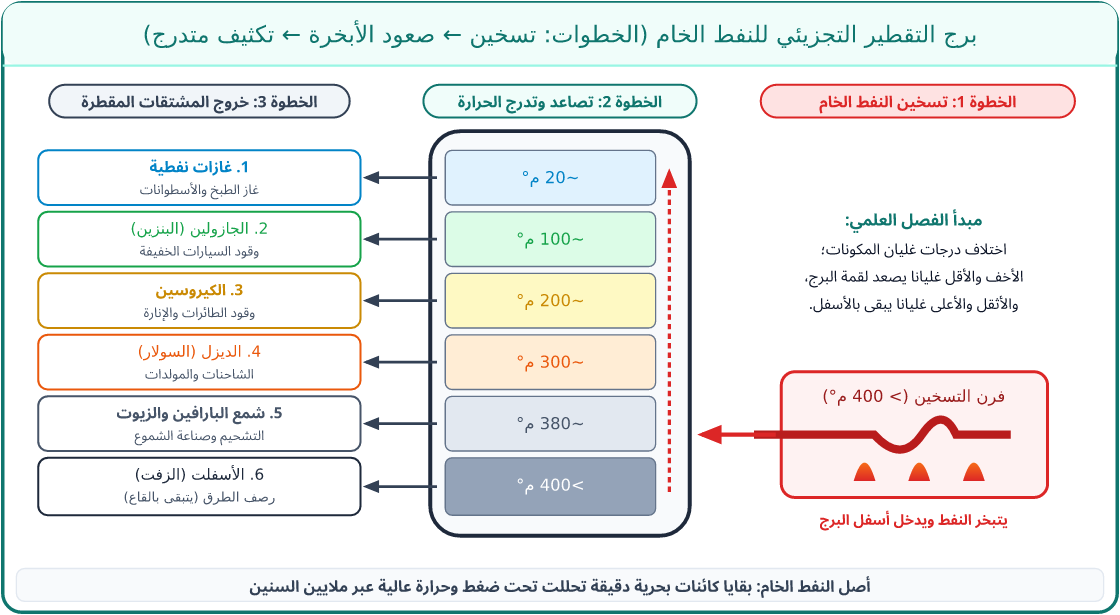 برج التقطير التجزيئي للنفط الخام (الخطوات: تسخين ← صعود الأبخرة ← تكثيف متدرج)
الخطوة 1: تسخين النفط الخام
مبدأ الفصل العلمي:
اختلاف درجات غليان المكونات؛
الأخف والأقل غليانا يصعد لقمة البرج،
والأثقل والأعلى غليانا يبقى بالأسفل.
فرن التسخين (> 400 م°)
يتبخر النفط ويدخل أسفل البرج
الخطوة 2: تصاعد وتدرج الحرارة
~20 م°
~100 م°
~200 م°
~300 م°
~380 م°
>400 م°
الخطوة 3: خروج المشتقات المقطرة
1. غازات نفطية
غاز الطبخ والأسطوانات
2. الجازولين (البنزين)
وقود السيارات الخفيفة
3. الكيروسين
وقود الطائرات والإنارة
4. الديزل (السولار)
الشاحنات والمولدات
5. شمع البارافين والزيوت
التشحيم وصناعة الشموع
6. الأسفلت (الزفت)
رصف الطرق (يتبقى بالقاع)
أصل النفط الخام: بقايا كائنات بحرية دقيقة تحللت تحت ضغط وحرارة عالية عبر ملايين السنين